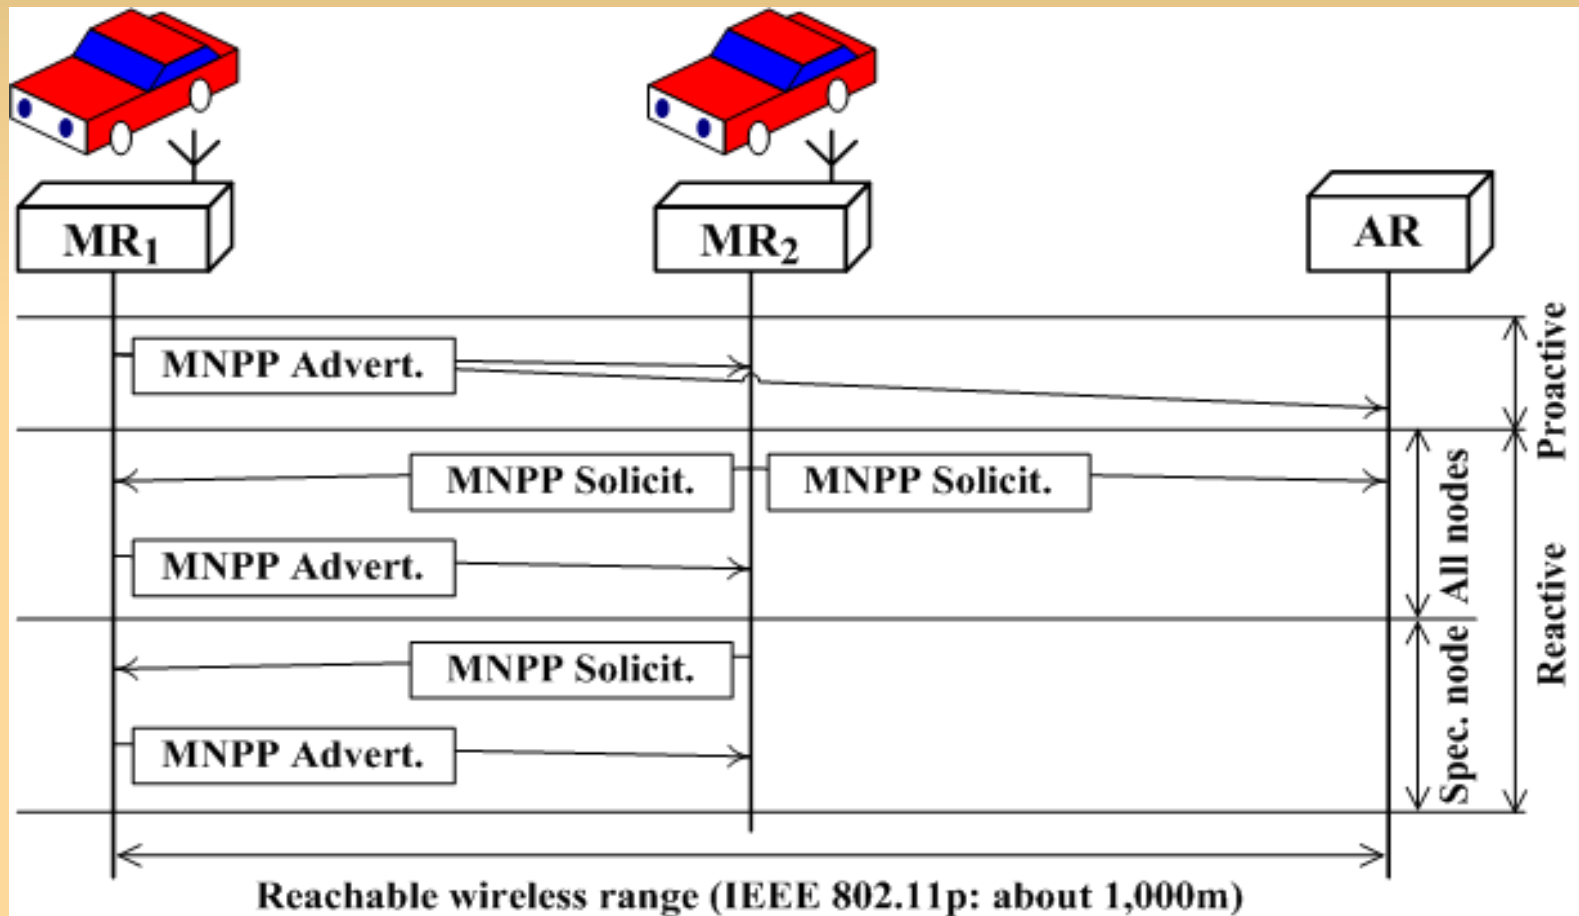 MR₁
MR₂
AR
MNPP Advert.
Proactive
MNPP Solicit.
MNPP Solicit.
MNPP Advert.
All nodes
MNPP Solicit.
MNPP Advert.
Spec. node
Reactive
Reachable wireless range (IEEE 802.11p: about 1,000m)